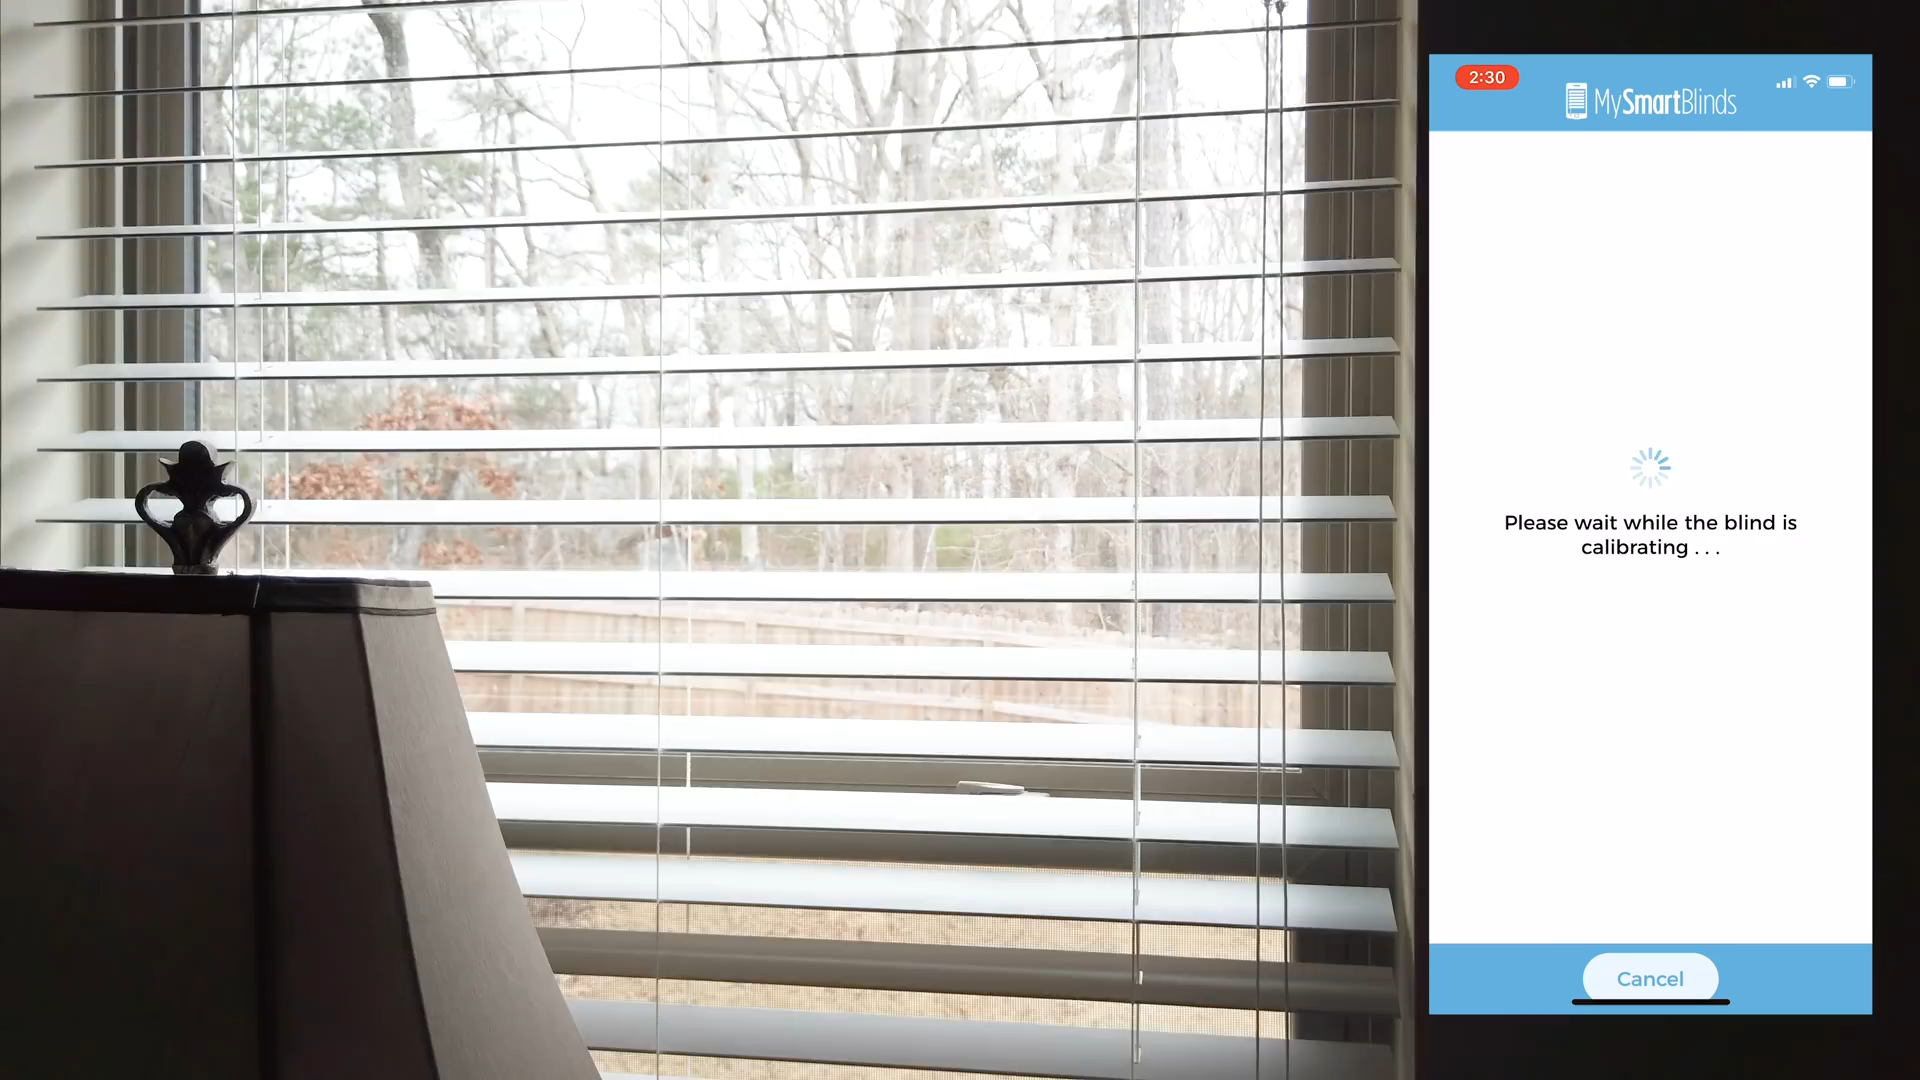 2:30
MySmartBlinds
Please wait while the blind is
calibrating . . .
Cancel